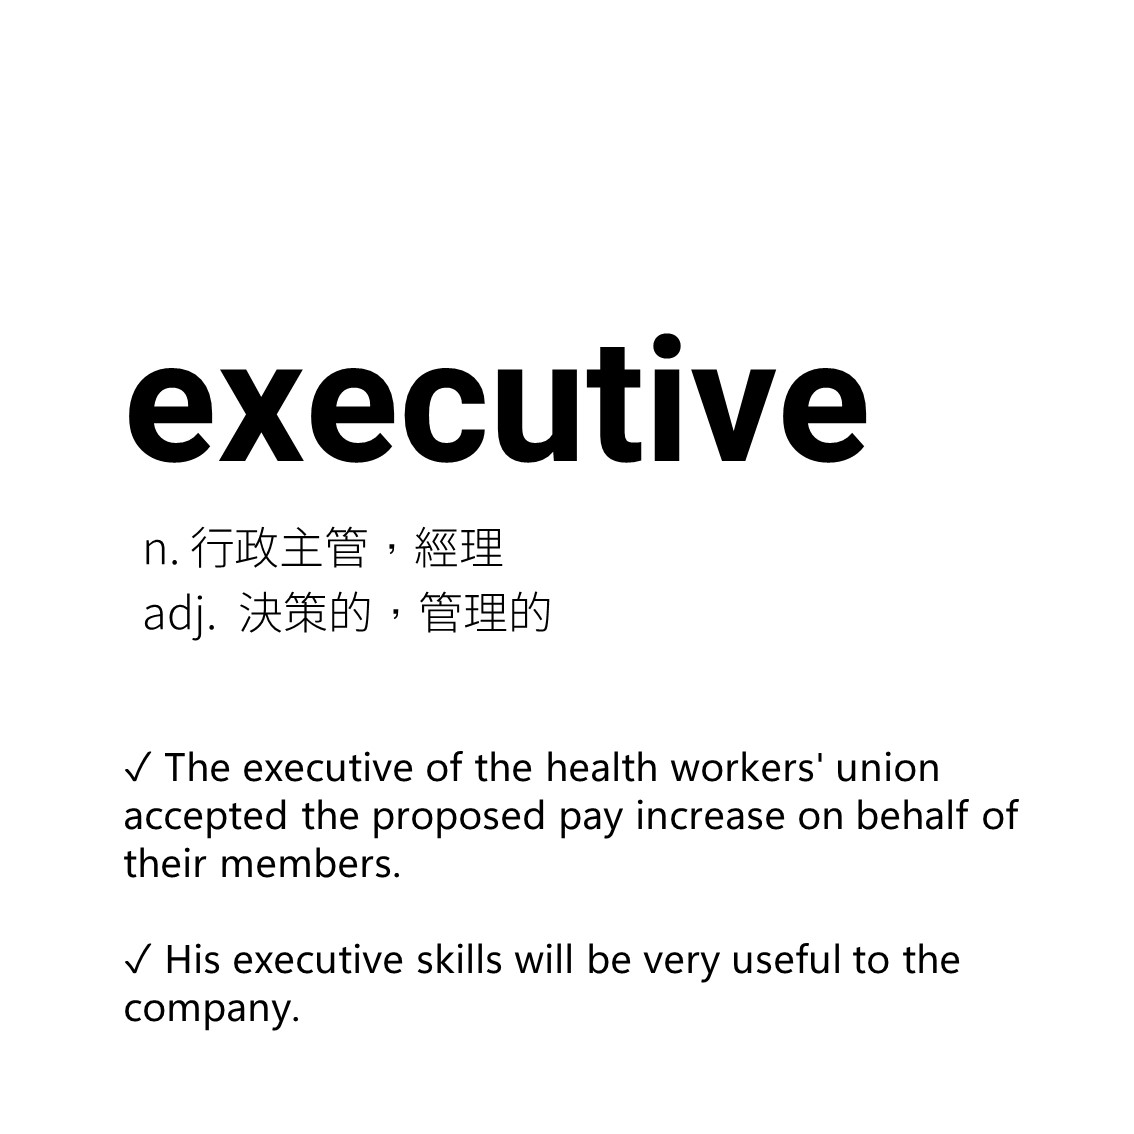 executive
n. 行政主管，經理
adj. 決策的，管理的
✓ The executive of the health workers' union
accepted the proposed pay increase on behalf of
their members.
✓ His executive skills will be very useful to the
company.